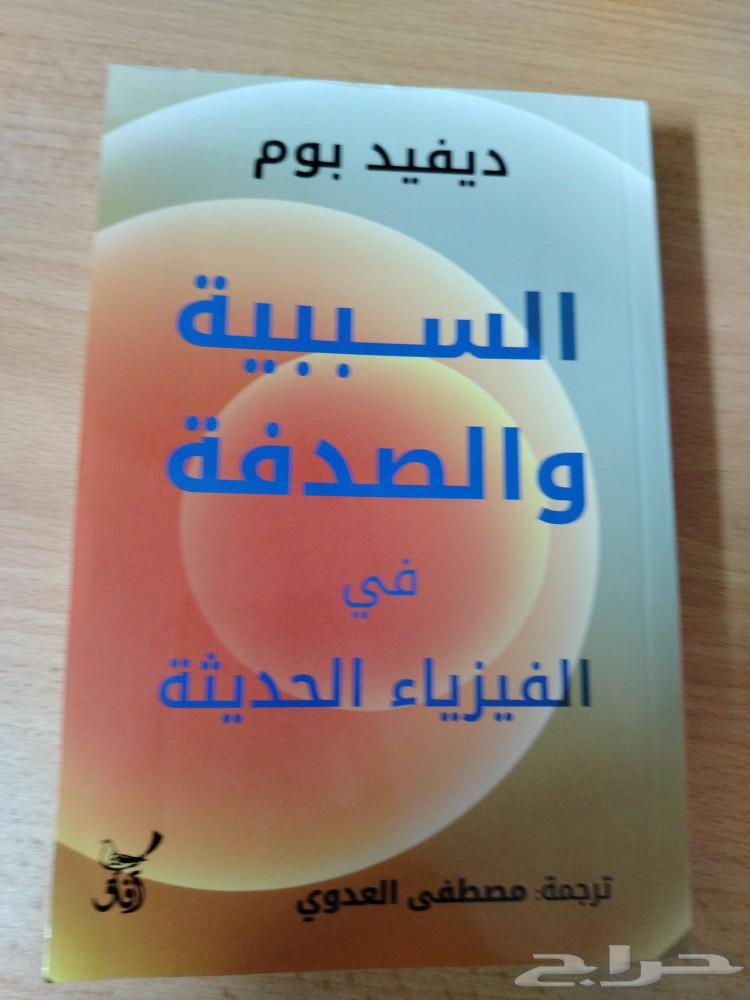 ديفيد بوم
السببية
والصدفة
في
الفيزياء الحديثة
ترجمة: مصطفى العدوي
آفاق
حراج